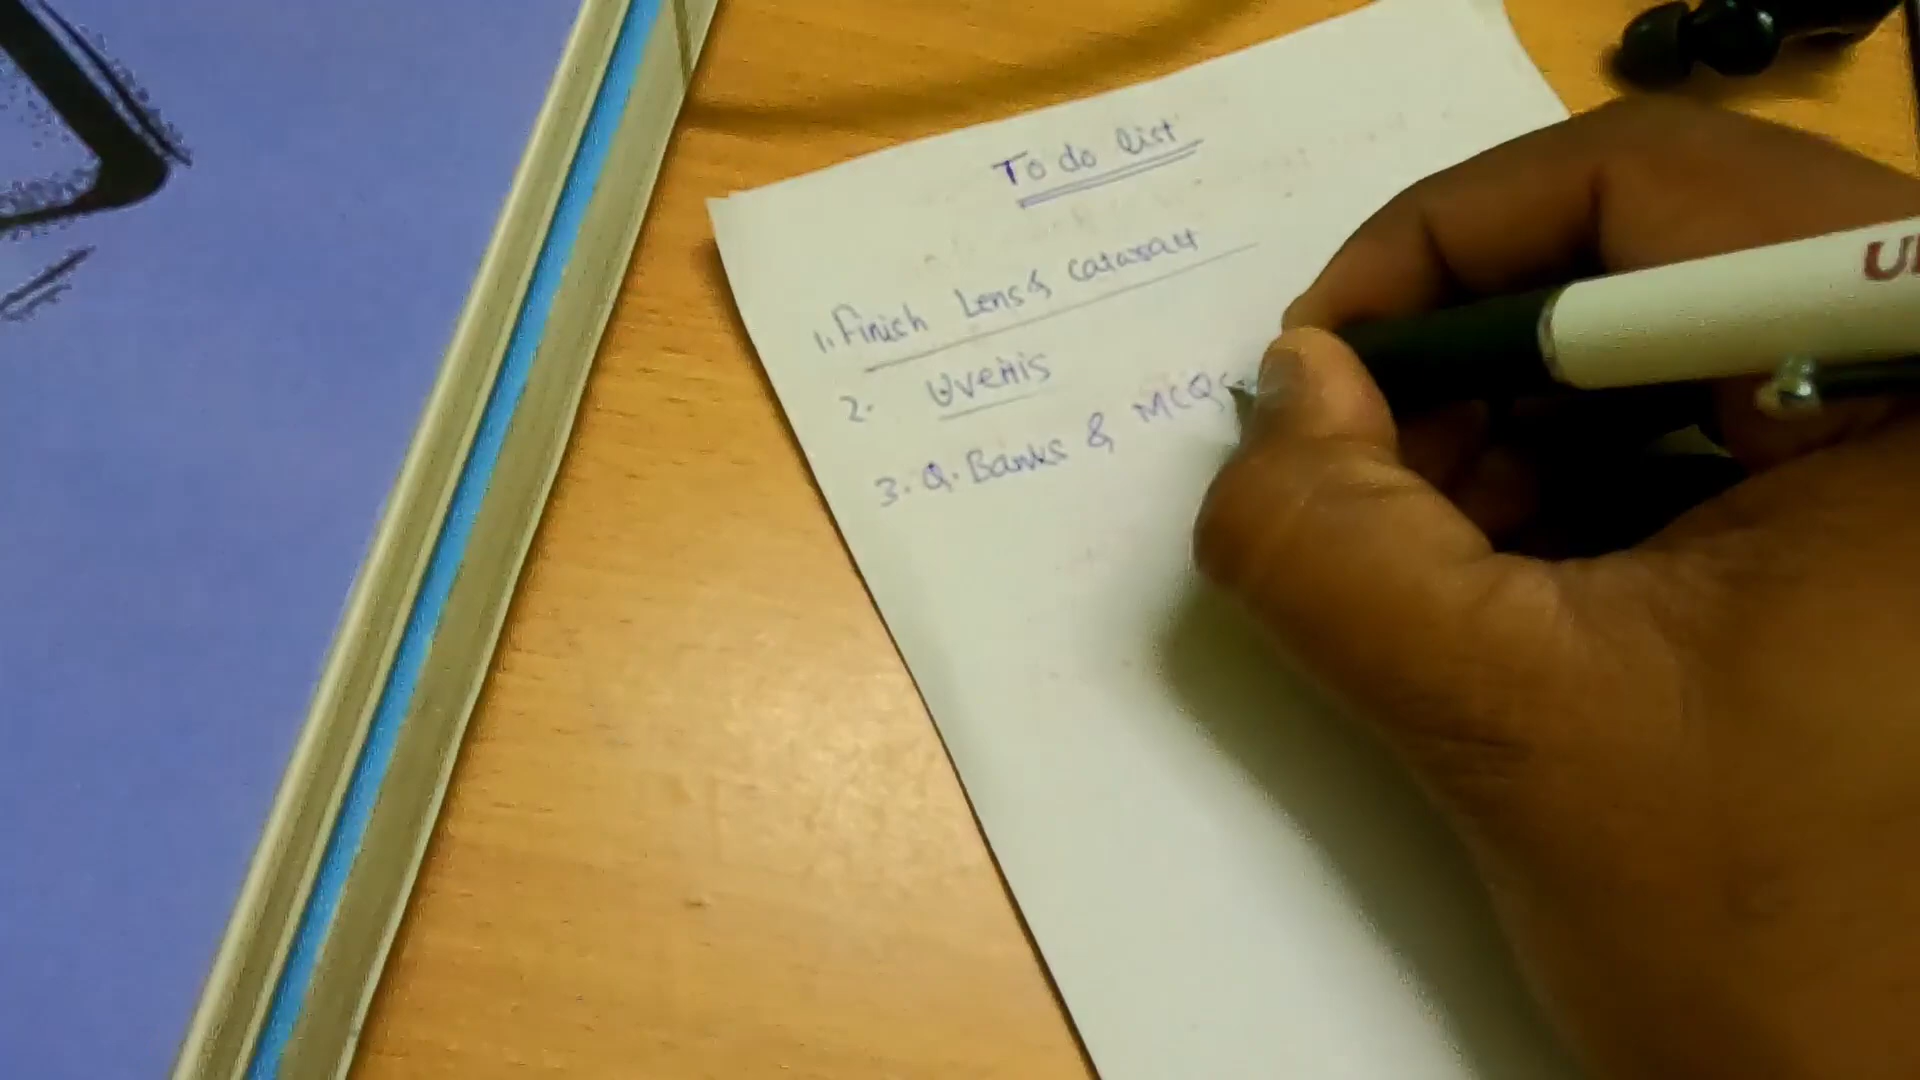 To do list
1. Finish Lens & Cataract
2. Uveitis
3. Q. Banks & MCQs